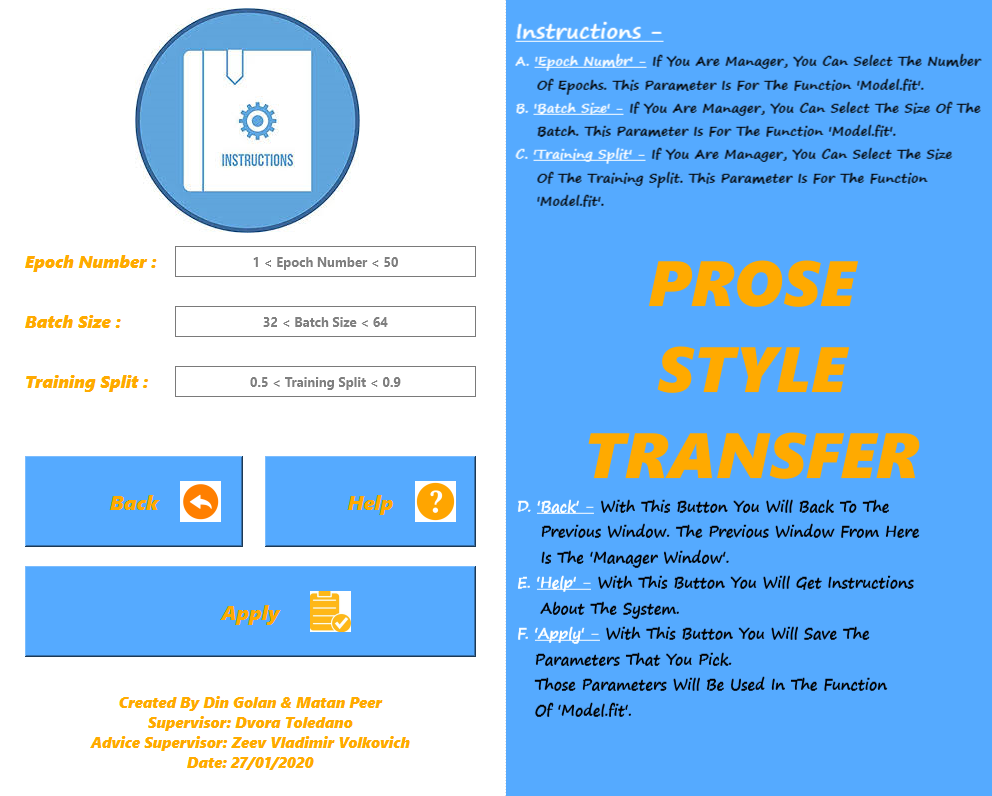 INSTRUCTIONS
Epoch Number :
1 < Epoch Number < 50
Batch Size :
32 < Batch Size < 64
Training Split :
0.5 < Training Split < 0.9
Back
Help
?
Apply
Created By Din Golan & Matan Peer
Supervisor: Dvora Toledano
Advice Supervisor: Zeev Vladimir Volkovich
Date: 27/01/2020
Instructions -
A. 'Epoch Numbr' - If You Are Manager, You Can Select The Number
Of Epochs. This Parameter Is For The Function 'Model.fit'.
B. 'Batch Size' - If You Are Manager, You Can Select The Size Of The
Batch. This Parameter Is For The Function 'Model.fit'.
C. 'Training Split' - If You Are Manager, You Can Select The Size
Of The Training Split. This Parameter Is For The Function
'Model.fit'.
PROSE
STYLE
TRANSFER
D. 'Back' - With This Button You Will Back To The
Previous Window. The Previous Window From Here
Is The 'Manager Window'.
E. 'Help' - With This Button You Will Get Instructions
About The System.
F. 'Apply' - With This Button You Will Save The
Parameters That You Pick.
Those Parameters Will Be Used In The Function
Of 'Model.fit'.